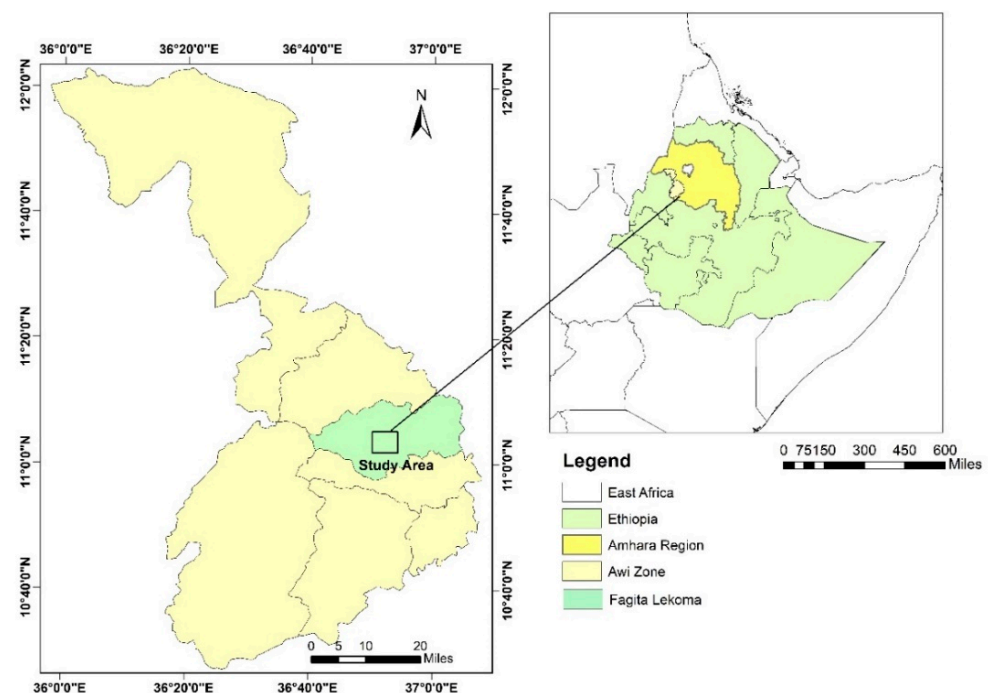 36°0'0"E 36°20'0"E 36°40'0"E 37°0'0"E
12°0'0"N
12°0'0"N
N
11°40'0"N
11°40'0"N
11°20'0"N
11°20'0"N
Study Area
11°0'0"N
11°0'0"N
10°40'0"N
10°40'0"N
0 5 10 20
Miles
36°0'0"E 36°20'0"E 36°40'0"E 37°0'0"E
0 75150 300 450 600
Miles
Legend
East Africa
Ethiopia
Amhara Region
Awi Zone
Fagita Lekoma